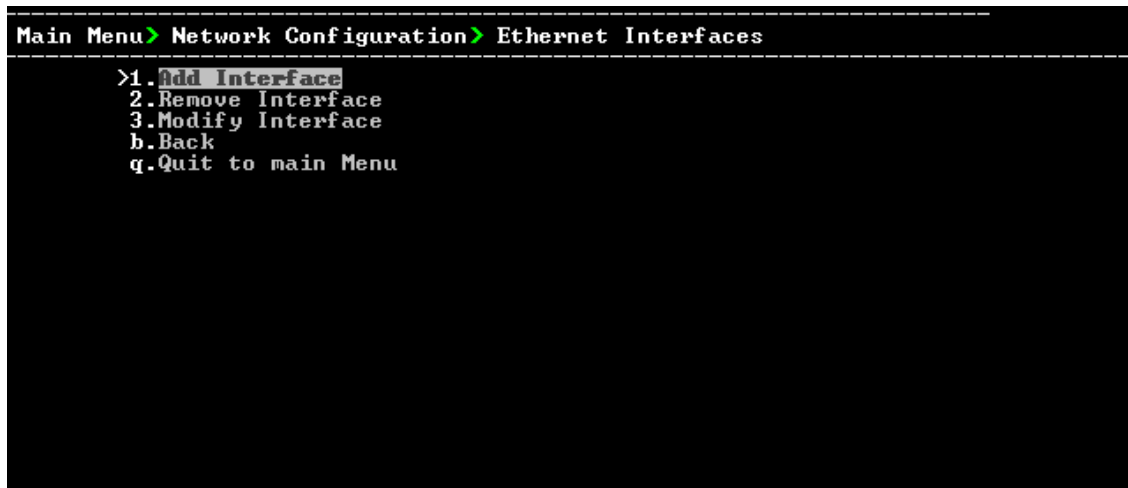 Main Menu> Network Configuration> Ethernet Interfaces
>1.Add Interface
2.Remove Interface
3.Modify Interface
b.Back
q.Quit to main Menu